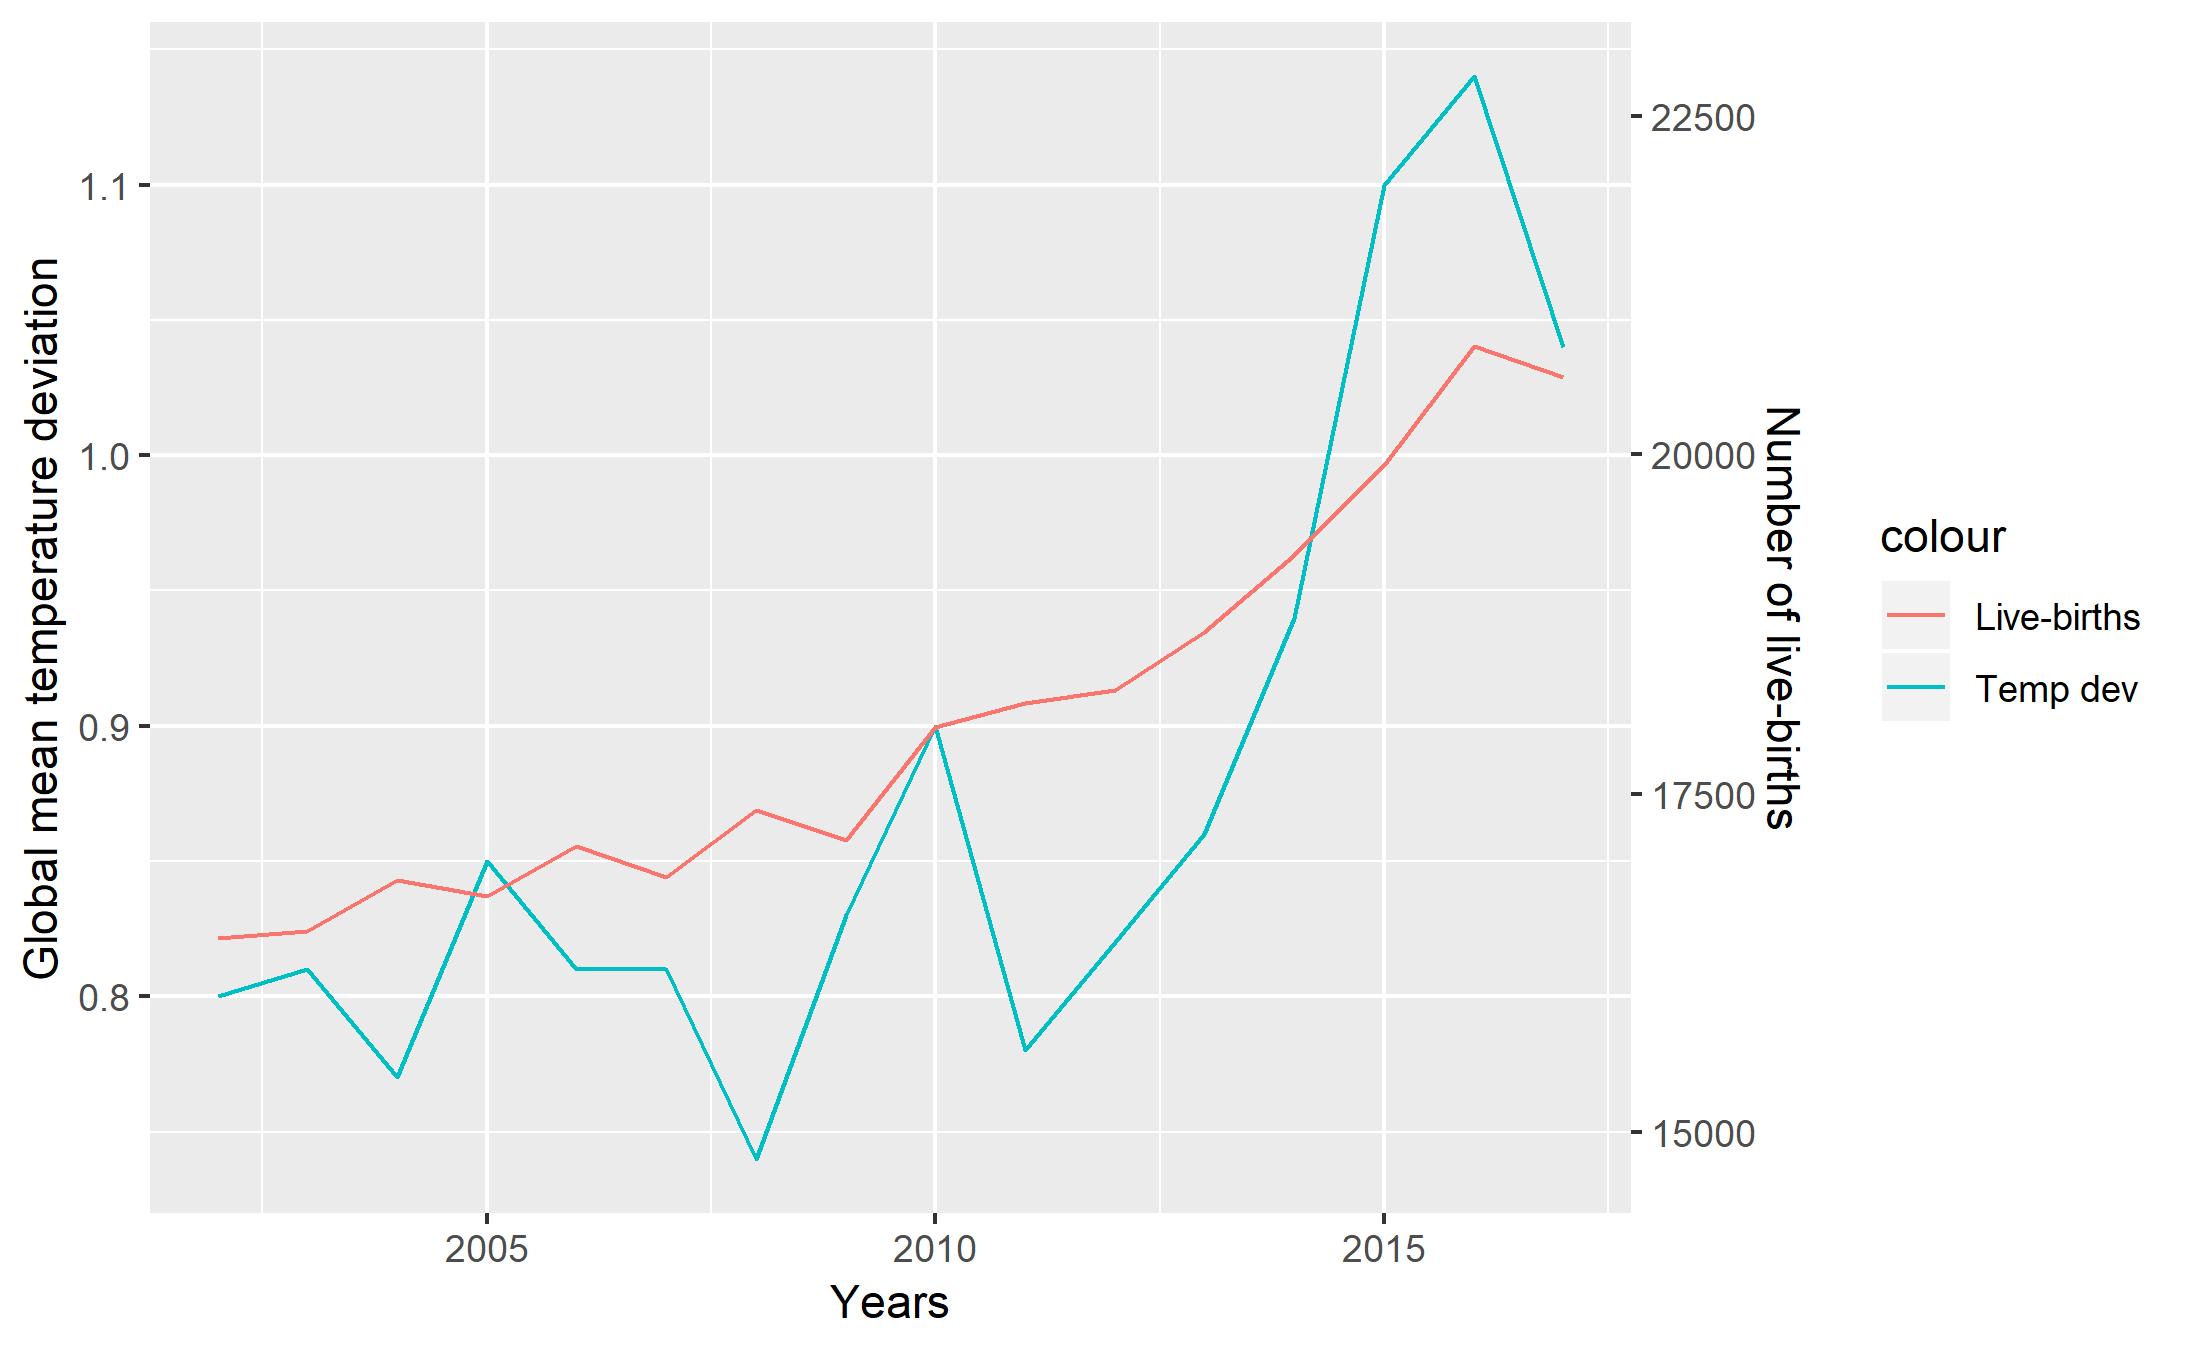 Global mean temperature deviation
1.1
1.0
0.9
0.8
22500
20000
17500
15000
Number of live-births
2005
2010
2015
Years
colour
Live-births
Temp dev